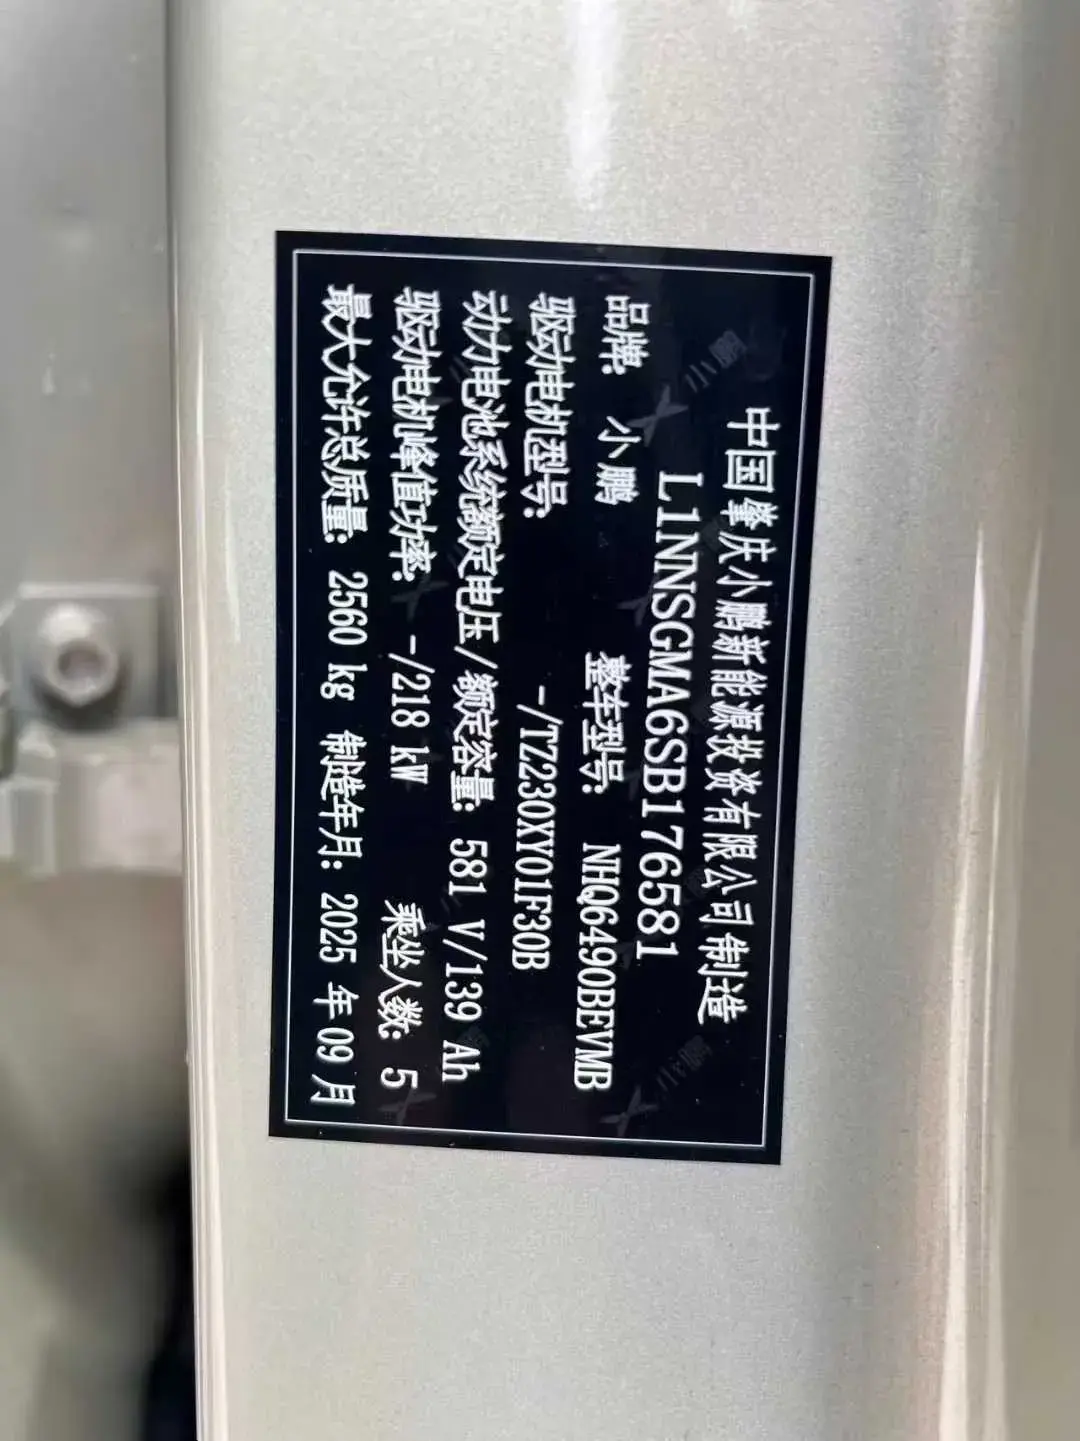 中国肇庆小鹏新能源投资有限公司制造
L1NNSGMA6SB176581
品牌: 小鹏 整车型号: NHQ6490BEVMB
驱动电机型号: -/TZ230XY01F30B
动力电池系统额定电压/额定容量: 581 V/139 Ah
驱动电机峰值功率: -/218 kW 乘坐人数: 5
最大允许总质量: 2560 kg 制造年月: 2025 年 09 月
小鹏
小鹏